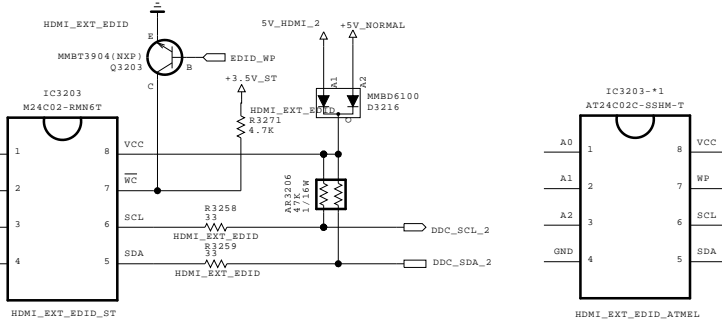 HDMI_EXT_EDID
E
MMBT3904(NXP)
Q3203
B
C
EDID_WP
5V_HDMI_2
+5V_NORMAL
A1
A2
MMBD6100
D3216
C
+3.5V_ST
HDMI_EXT_EDID
R3271
4.7K
IC3203
M24C02-RMN6T
1
2
3
4
8
7
6
5
VCC
WC
SCL
SDA
HDMI_EXT_EDID_ST
AR3206
47K
1/16W
R3258
33
HDMI_EXT_EDID
R3259
33
HDMI_EXT_EDID
DDC_SCL_2
DDC_SDA_2
IC3203-*1
AT24C02C-SSHM-T
A0
A1
A2
GND
1
2
3
4
8
7
6
5
VCC
WP
SCL
SDA
HDMI_EXT_EDID_ATMEL